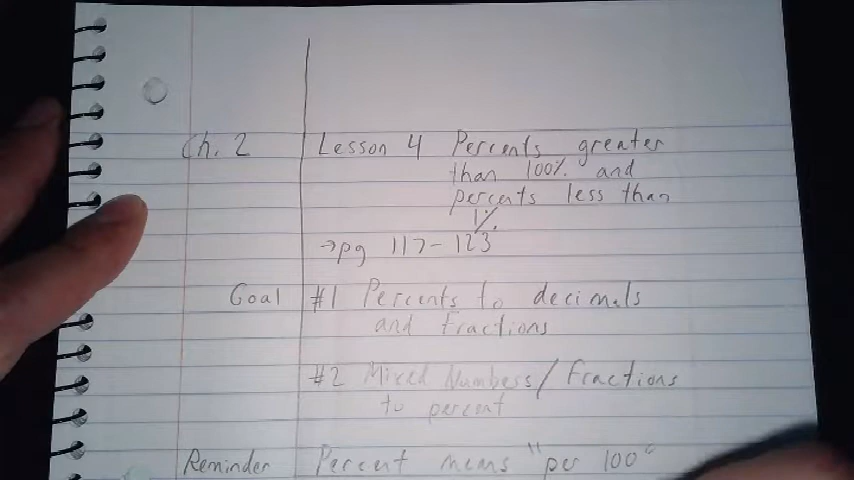 Ch. 2 Lesson 4 Percents greater
than 100% and
percents less than
1%
→pg 117-123
Goal #1 Percents to decimals
and fractions
#2 Mixed Numbers/Fractions
to percent
Reminder Percent means "per 100"